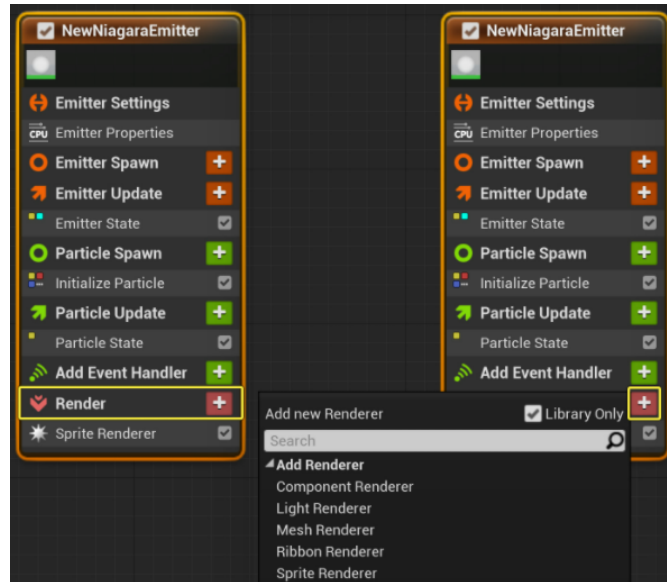 NewNiagaraEmitter
Emitter Settings
CPU Emitter Properties
Emitter Spawn
Emitter Update
Emitter State
Particle Spawn
Initialize Particle
Particle Update
Particle State
Add Event Handler
Render
Sprite Renderer
NewNiagaraEmitter
Emitter Settings
CPU Emitter Properties
Emitter Spawn
Emitter Update
Emitter State
Particle Spawn
Initialize Particle
Particle Update
Particle State
Add Event Handler
Add new Renderer Library Only
Search
Add Renderer
Component Renderer
Light Renderer
Mesh Renderer
Ribbon Renderer
Sprite Renderer